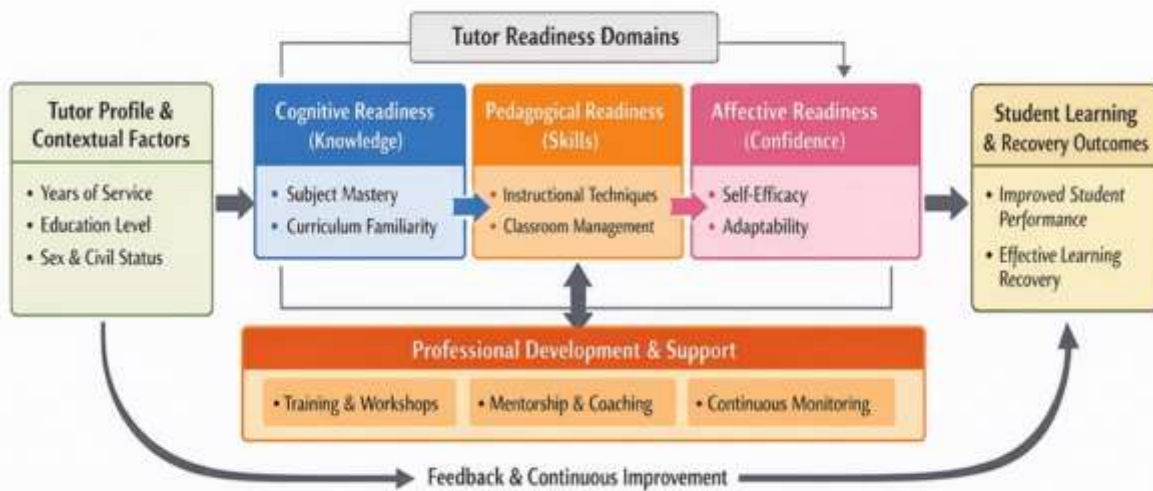 Tutor Readiness Domains
Tutor Profile &
Contextual Factors
• Years of Service
• Education Level
• Sex & Civil Status
Cognitive Readiness
(Knowledge)
• Subject Mastery
• Curriculum Familiarity
Pedagogical Readiness
(Skills)
• Instructional Techniques
• Classroom Management
Affective Readiness
(Confidence)
• Self-Efficacy
• Adaptability
Student Learning
& Recovery Outcomes
• Improved Student
Performance
• Effective Learning
Recovery
Professional Development & Support
• Training & Workshops
• Mentorship & Coaching
• Continuous Monitoring
Feedback & Continuous Improvement